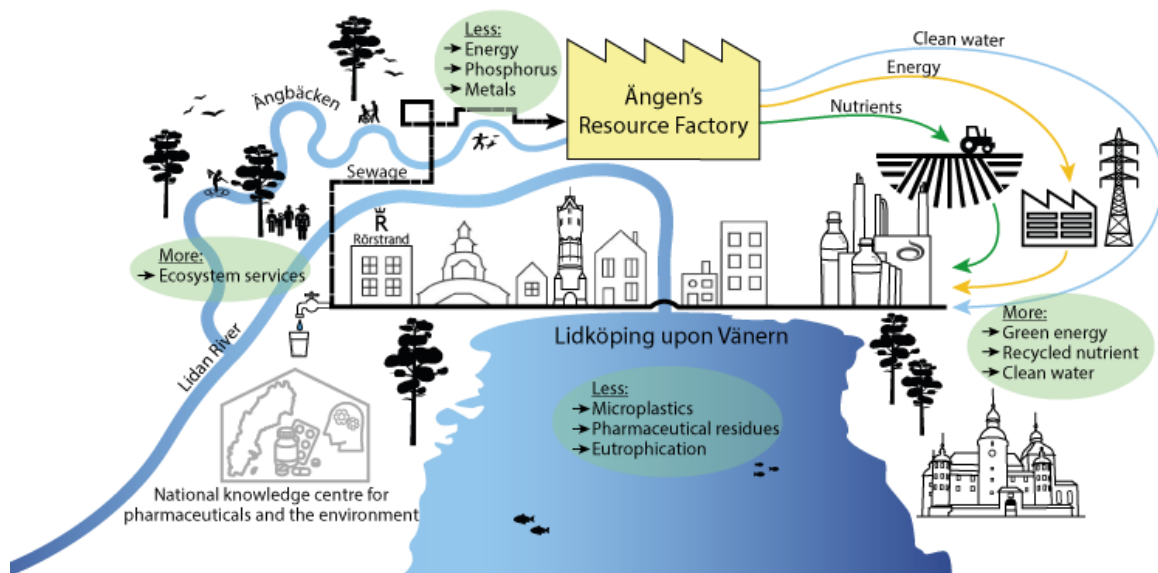 Less:
→ Energy
→ Phosphorus
→ Metals
Clean water
Energy
Nutrients
Ängen's
Resource Factory
Ängbäcken
Sewage
R
Rörstrand
More:
→ Ecosystem services
Lidan River
Lidköping upon Vänern
More:
→ Green energy
→ Recycled nutrient
→ Clean water
Less:
→ Microplastics
→ Pharmaceutical residues
→ Eutrophication
National knowledge centre for
pharmaceuticals and the environment